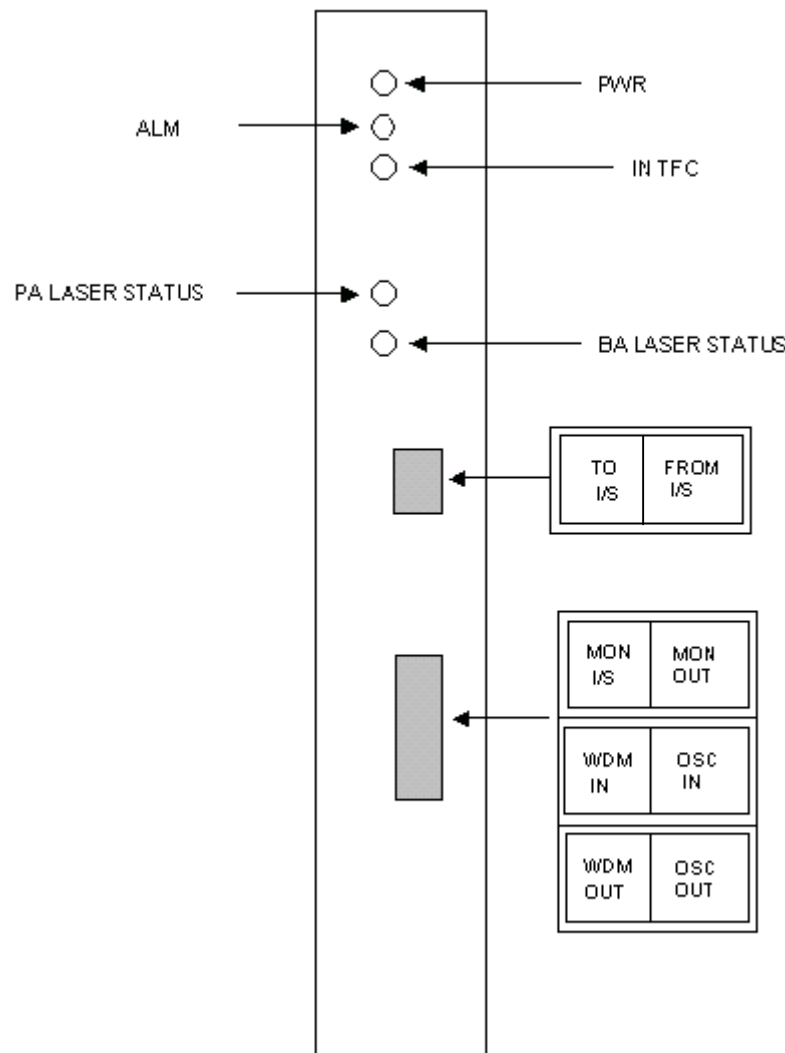 PWR
ALM
IN TFC
PA LASER STATUS
BA LASER STATUS
TO
I/S
FROM
I/S
MON
I/S
MON
OUT
WDM
IN
OSC
IN
WDM
OUT
OSC
OUT